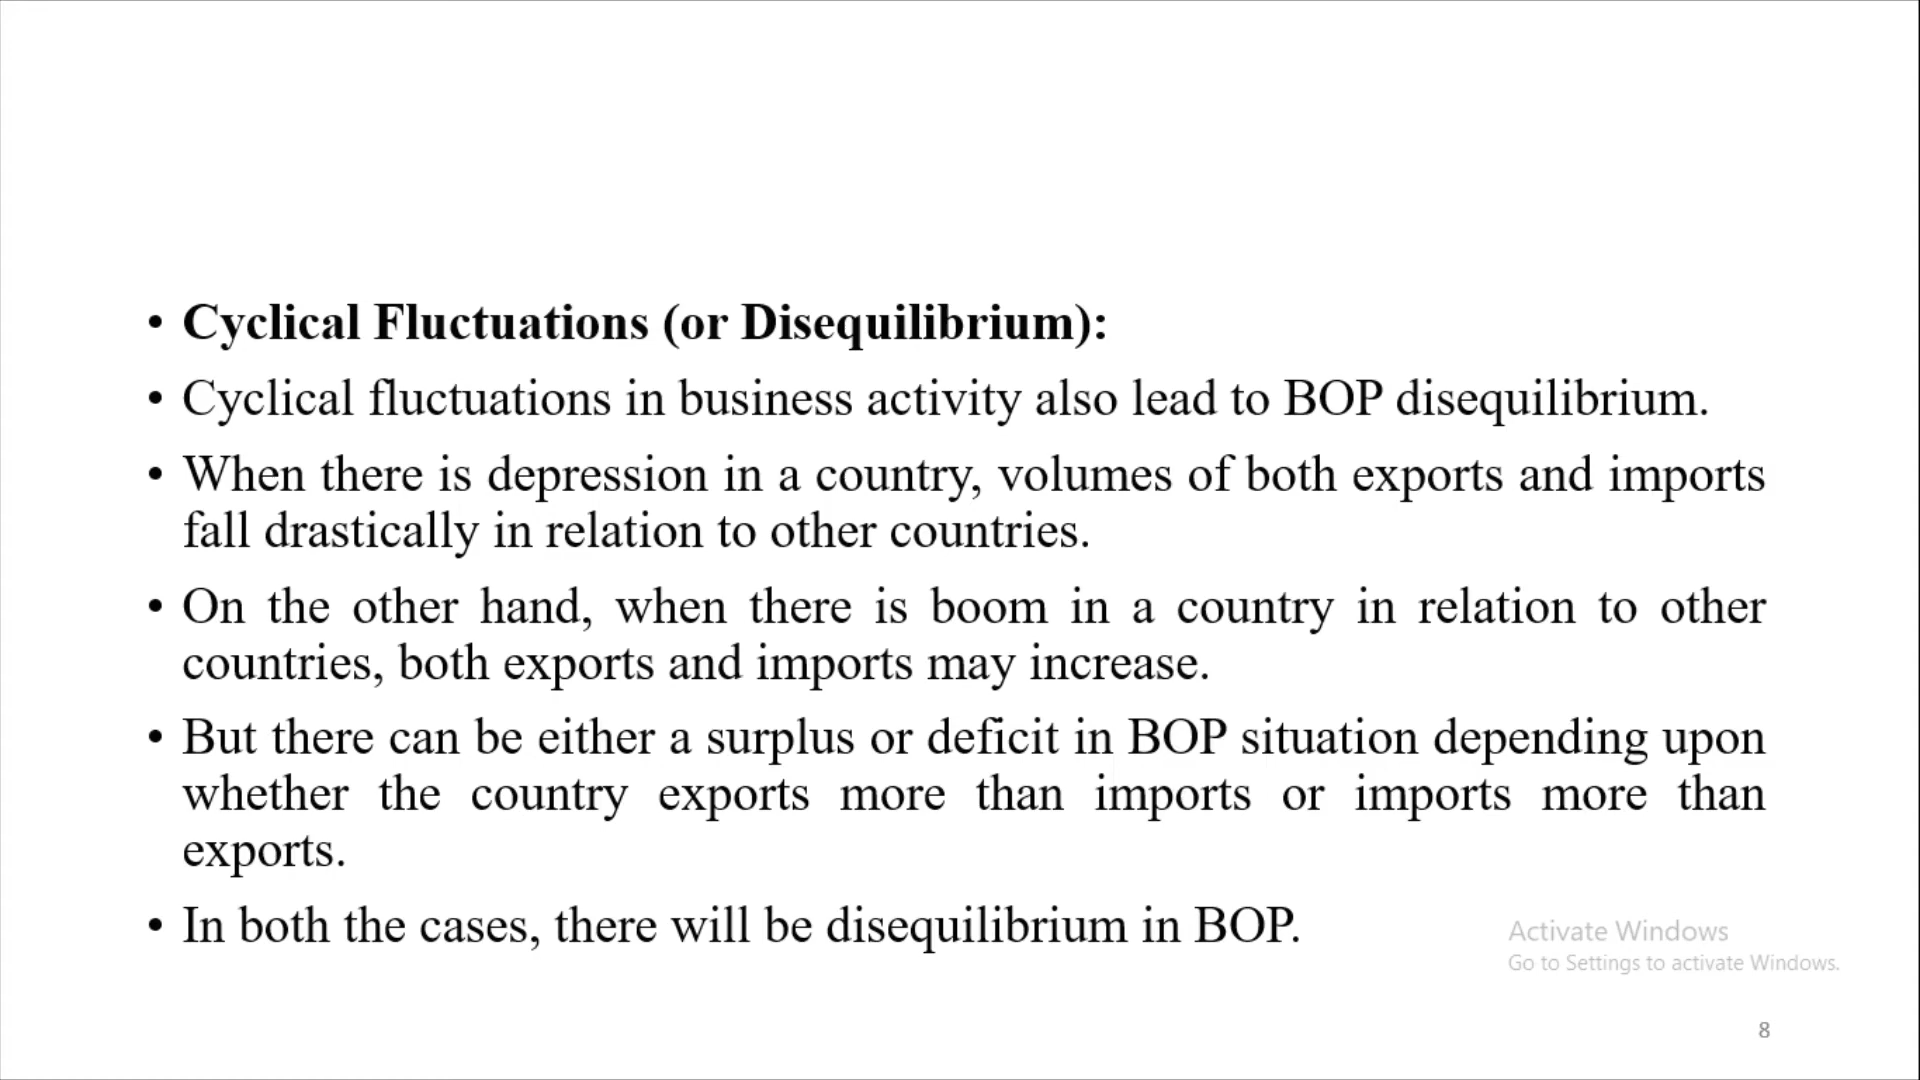 • Cyclical Fluctuations (or Disequilibrium):
• Cyclical fluctuations in business activity also lead to BOP disequilibrium.
• When there is depression in a country, volumes of both exports and imports
fall drastically in relation to other countries.
• On the other hand, when there is boom in a country in relation to other
countries, both exports and imports may increase.
• But there can be either a surplus or deficit in BOP situation depending upon
whether the country exports more than imports or imports more than
exports.
• In both the cases, there will be disequilibrium in BOP.
Activate Windows
Go to Settings to activate Windows.
8